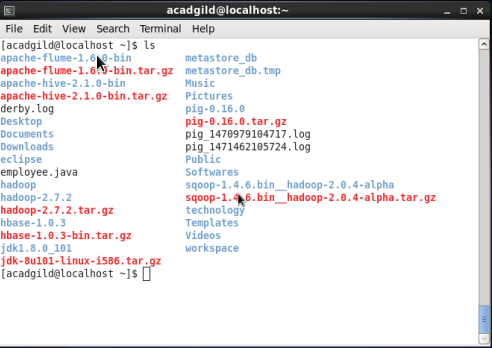 acadgild@localhost:~
File Edit View Search Terminal Help
[acadgild@localhost ~]$ ls
apache-flume-1.6.0-bin metastore_db
apache-flume-1.6.0-bin.tar.gz metastore_db.tmp
apache-hive-2.1.0-bin Music
apache-hive-2.1.0-bin.tar.gz Pictures
derby.log pig-0.16.0
Desktop pig-0.16.0.tar.gz
Documents pig_1470979104717.log
Downloads pig_1471462105724.log
eclipse Public
employee.java Softwares
hadoop sqoop-1.4.6.bin__hadoop-2.0.4-alpha
hadoop-2.7.2 sqoop-1.4.6.bin__hadoop-2.0.4-alpha.tar.gz
hadoop-2.7.2.tar.gz technology
hbase-1.0.3 Templates
hbase-1.0.3-bin.tar.gz Videos
jdk1.8.0_101 workspace
jdk-8u101-linux-i586.tar.gz
[acadgild@localhost ~]$